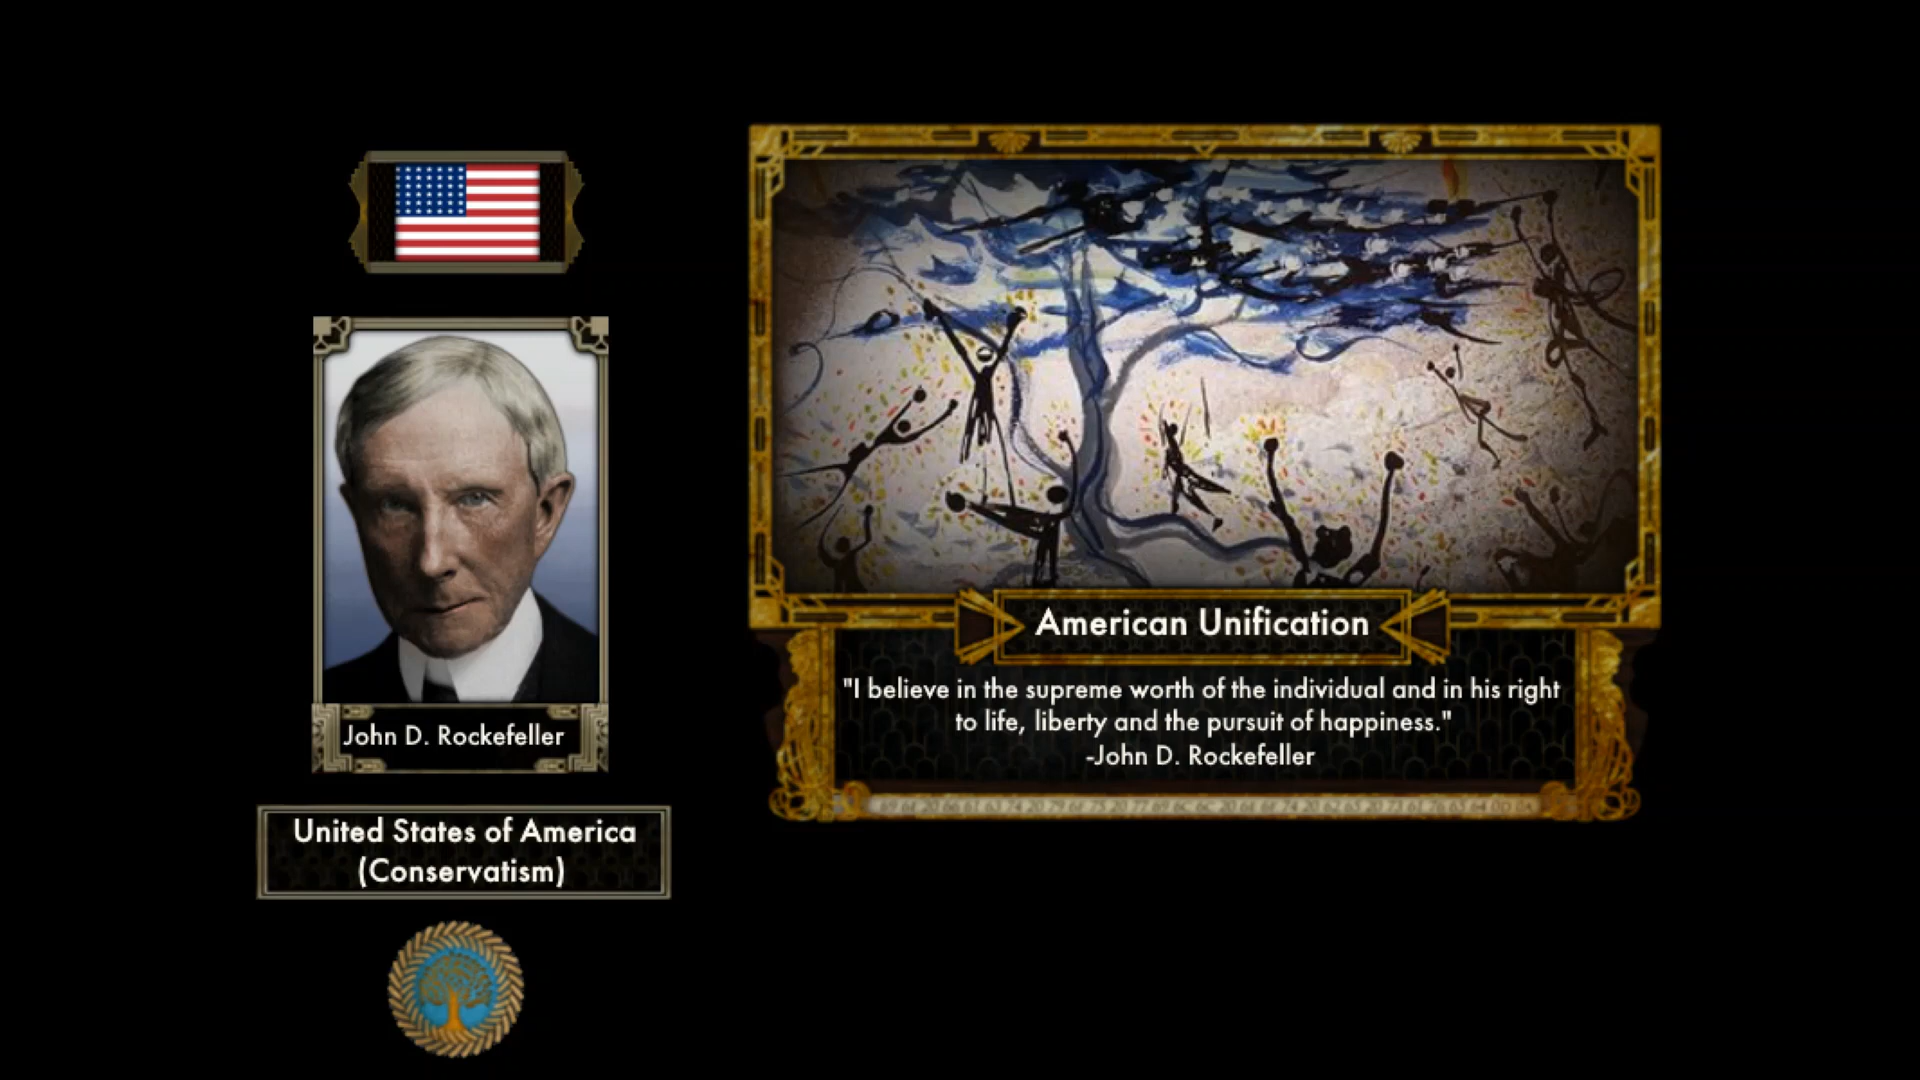 John D. Rockefeller
United States of America
(Conservatism)
American Unification
"I believe in the supreme worth of the individual and in his right
to life, liberty and the pursuit of happiness."
-John D. Rockefeller